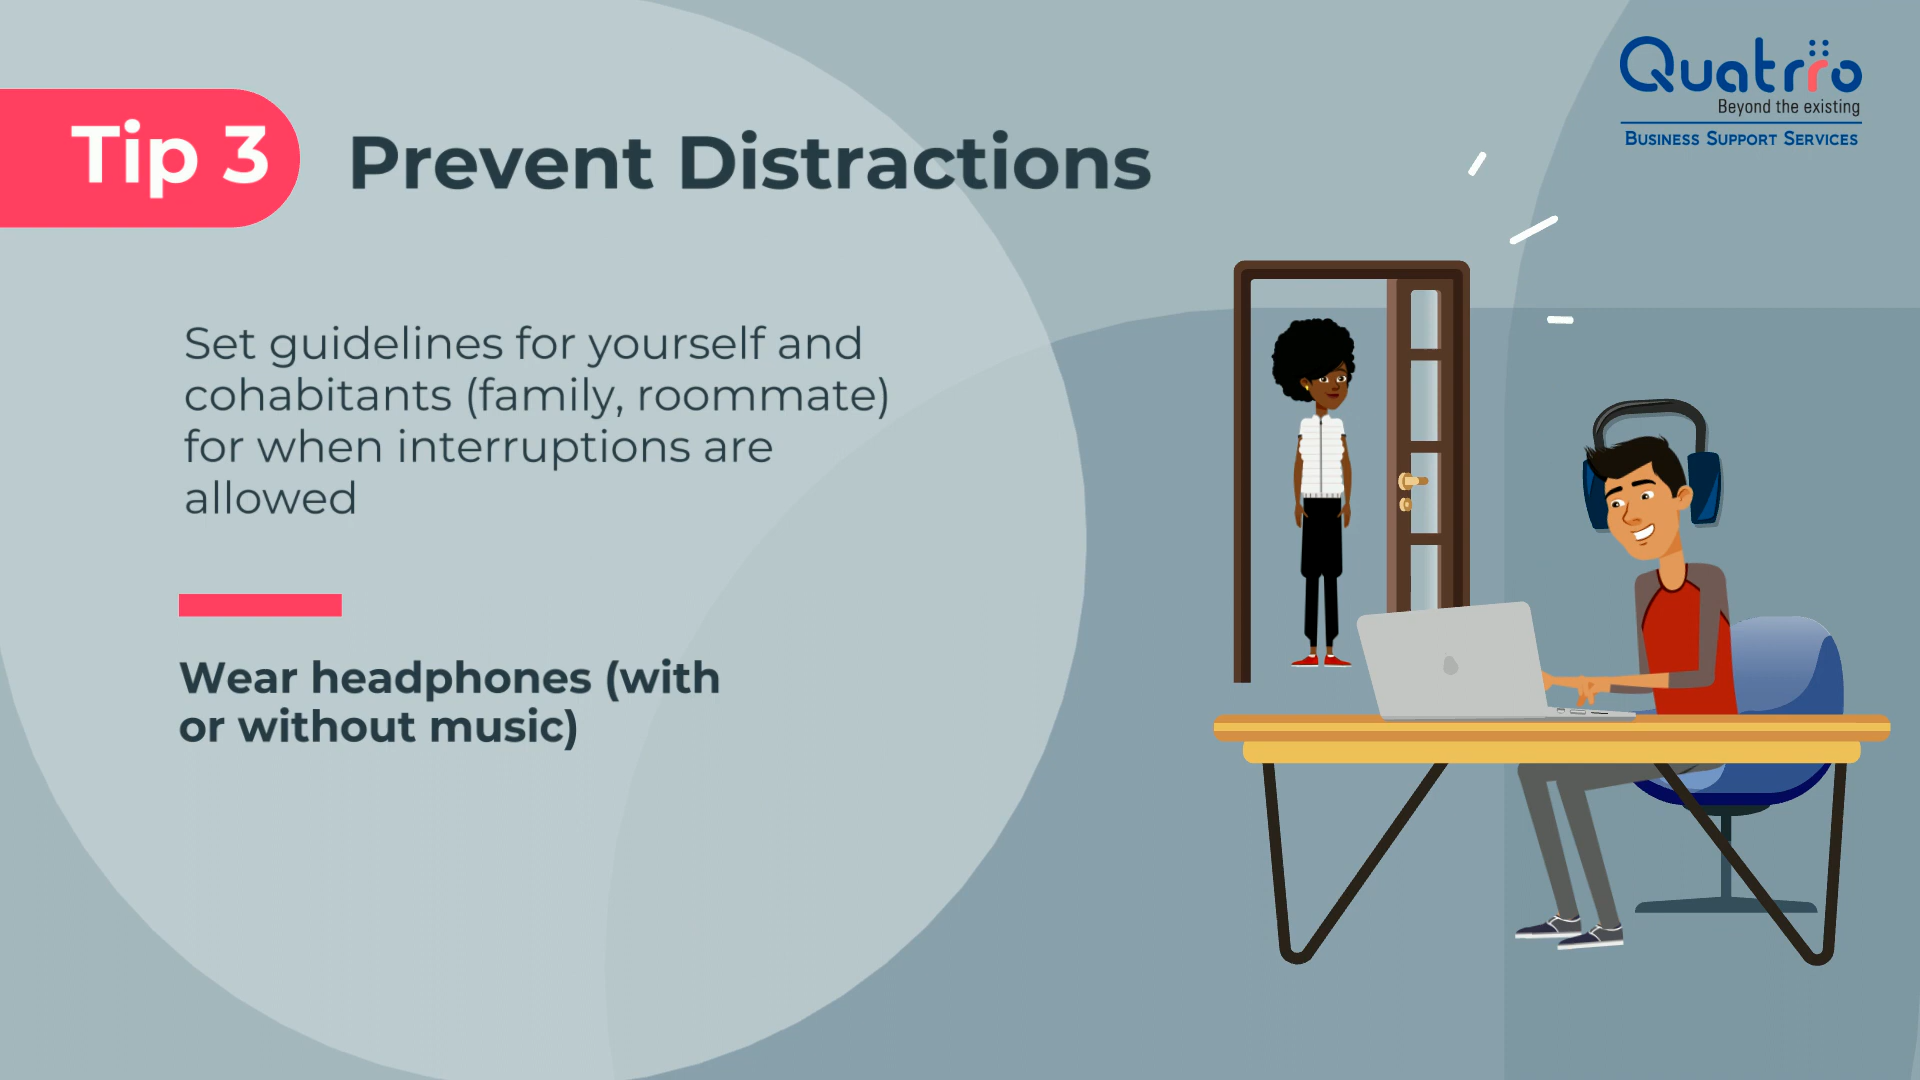 Tip 3
Prevent Distractions
Quatrro
Beyond the existing
Business Support Services
Set guidelines for yourself and
cohabitants (family, roommate)
for when interruptions are
allowed
Wear headphones (with
or without music)